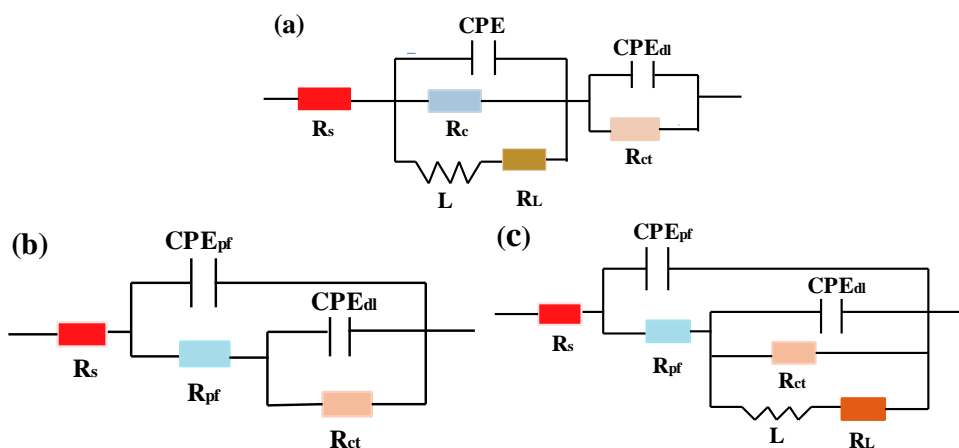 (a)
CPE
CPEdl
Rs
Rc
Rct
L
RL
(b)
CPEpf
CPEdl
Rs
Rpf
Rct
(c)
CPEpf
CPEdl
Rs
Rpf
Rct
L
RL